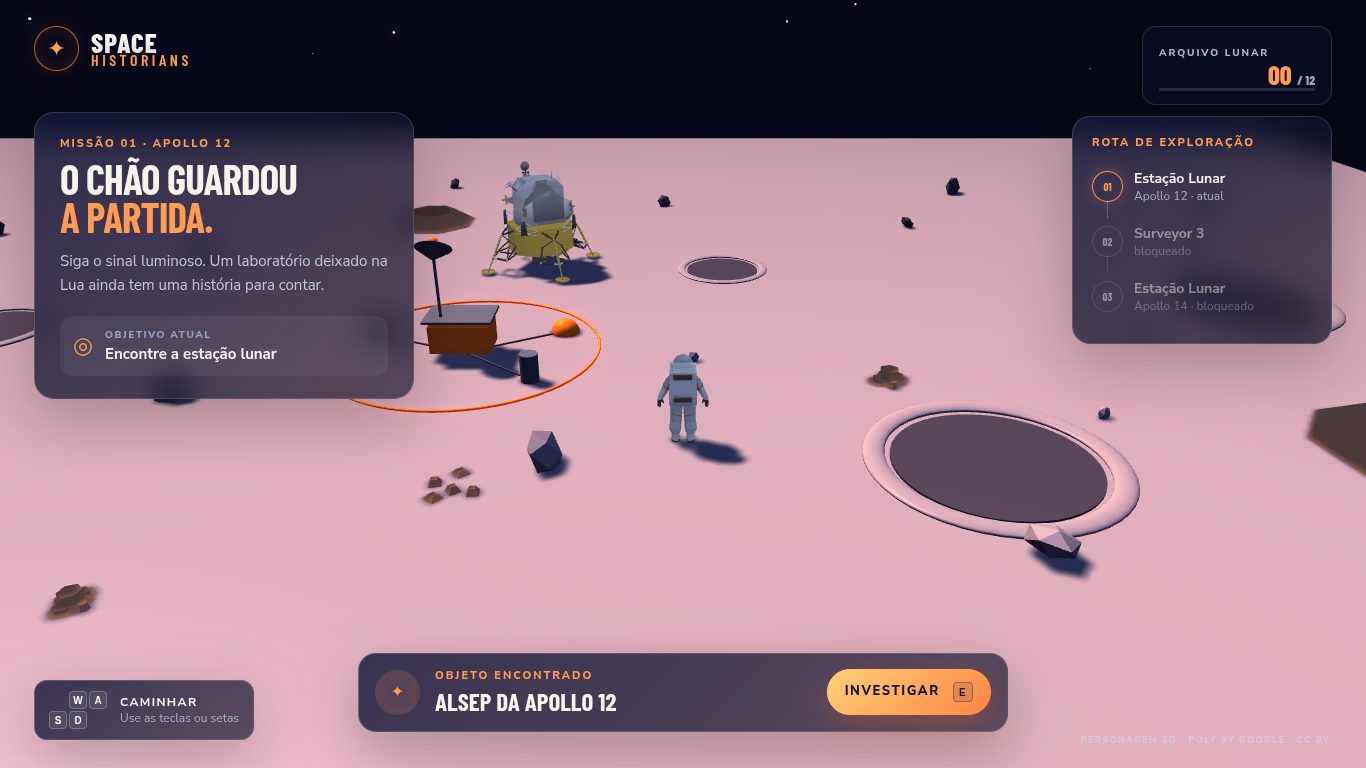 SPACE
HISTORIANS
ARQUIVO LUNAR
00 / 12
MISSÃO 01 · APOLLO 12
O CHÃO GUARDOU
A PARTIDA.
Siga o sinal luminoso. Um laboratório deixado na
Lua ainda tem uma história para contar.
OBJETIVO ATUAL
Encontre a estação lunar
ROTA DE EXPLORAÇÃO
01
Estação Lunar
Apollo 12 · atual
02
Surveyor 3
bloqueado
03
Estação Lunar
Apollo 14 · bloqueado
W A
S D
CAMINHAR
Use as teclas ou setas
OBJETO ENCONTRADO
ALSEP DA APOLLO 12
INVESTIGAR E
PERSONAGEM 3D · POLY BY GOOGLE · CC BY